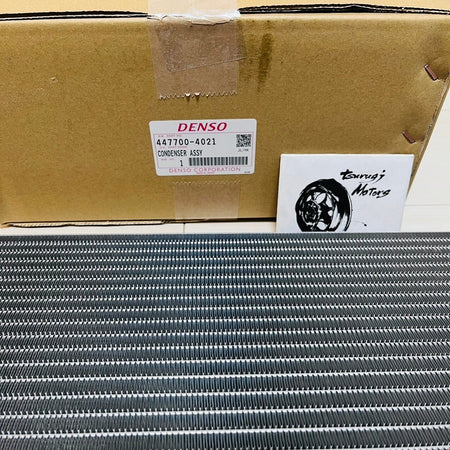 DENSO
447700-4021
CONDENSER ASSY
1
DENSO CORPORATION
Tsurugi
Motors